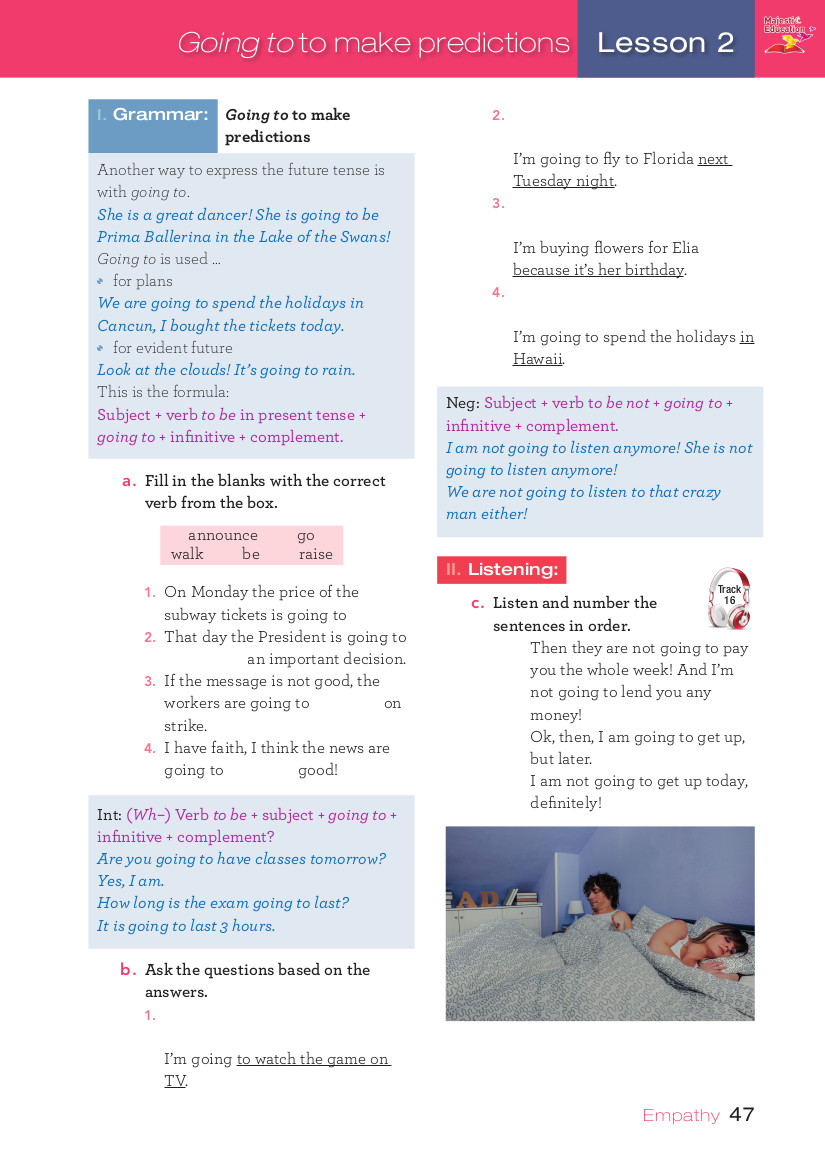 Going to to make predictions
Lesson 2
Majestic
Education
I. Grammar:
Going to to make
predictions
Another way to express the future tense is
with going to.
She is a great dancer! She is going to be
Prima Ballerina in the Lake of the Swans!
Going to is used ...
for plans
We are going to spend the holidays in
Cancun, I bought the tickets today.
for evident future
Look at the clouds! It’s going to rain.
This is the formula:
Subject + verb to be in present tense +
going to + infinitive + complement.
a. Fill in the blanks with the correct
verb from the box.
announce go
walk be raise
1. On Monday the price of the
subway tickets is going to
2. That day the President is going to
an important decision.
3. If the message is not good, the
workers are going to on
strike.
4. I have faith, I think the news are
going to good!
Int: (Wh–) Verb to be + subject + going to +
infinitive + complement?
Are you going to have classes tomorrow?
Yes, I am.
How long is the exam going to last?
It is going to last 3 hours.
b. Ask the questions based on the
answers.
1.
I’m going to watch the game on
TV.
2.
I’m going to fly to Florida next
Tuesday night.
3.
I’m buying flowers for Elia
because it’s her birthday.
4.
I’m going to spend the holidays in
Hawaii.
Neg: Subject + verb to be not + going to +
infinitive + complement.
I am not going to listen anymore! She is not
going to listen anymore!
We are not going to listen to that crazy
man either!
II. Listening:
Track
16
c. Listen and number the
sentences in order.
Then they are not going to pay
you the whole week! And I’m
not going to lend you any
money!
Ok, then, I am going to get up,
but later.
I am not going to get up today,
definitely!
AD
Empathy 47